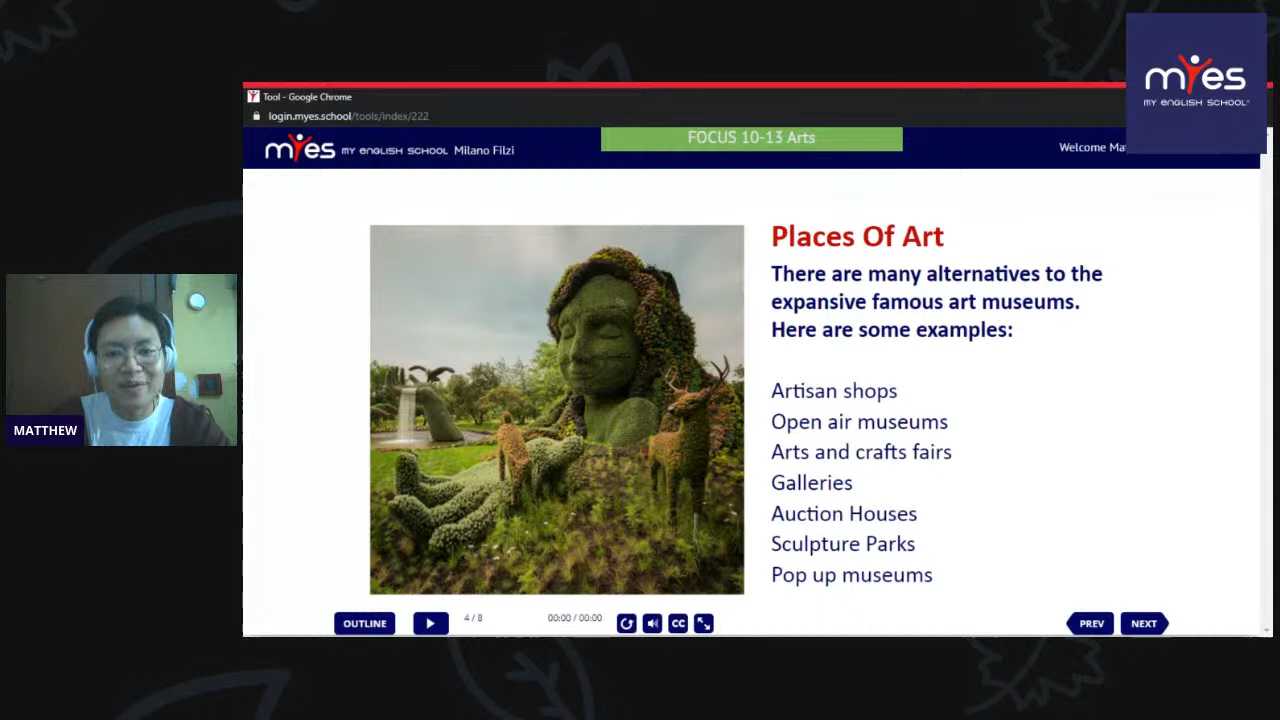 myes
MY ENGLISH SCHOOL
Tool - Google Chrome
login.myes.school/tools/index/222
myes MY ENGLISH SCHOOL Milano Filzi
FOCUS 10-13 Arts
Welcome Mat
Places Of Art
There are many alternatives to the
expansive famous art museums.
Here are some examples:
Artisan shops
Open air museums
Arts and crafts fairs
Galleries
Auction Houses
Sculpture Parks
Pop up museums
MATTHEW
OUTLINE
4 / 8
00:00 / 00:00
CC
PREV
NEXT